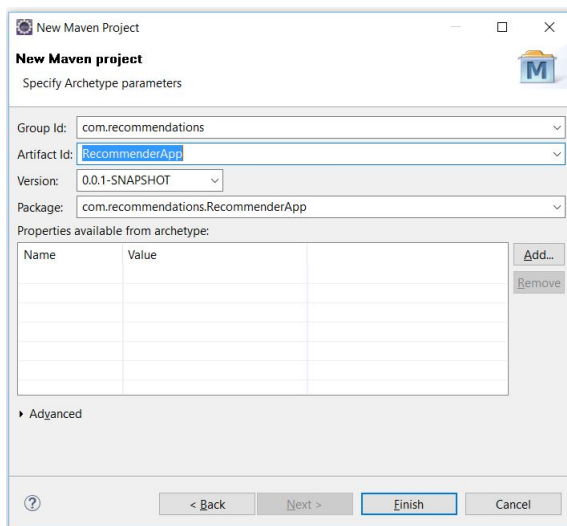 New Maven Project
New Maven project
Specify Archetype parameters
M
Group Id: com.recommendations
Artifact Id: RecommenderApp
Version: 0.0.1-SNAPSHOT
Package: com.recommendations.RecommenderApp
Properties available from archetype:
Name Value
Add...
Remove
Advanced
? < Back Next > Finish Cancel